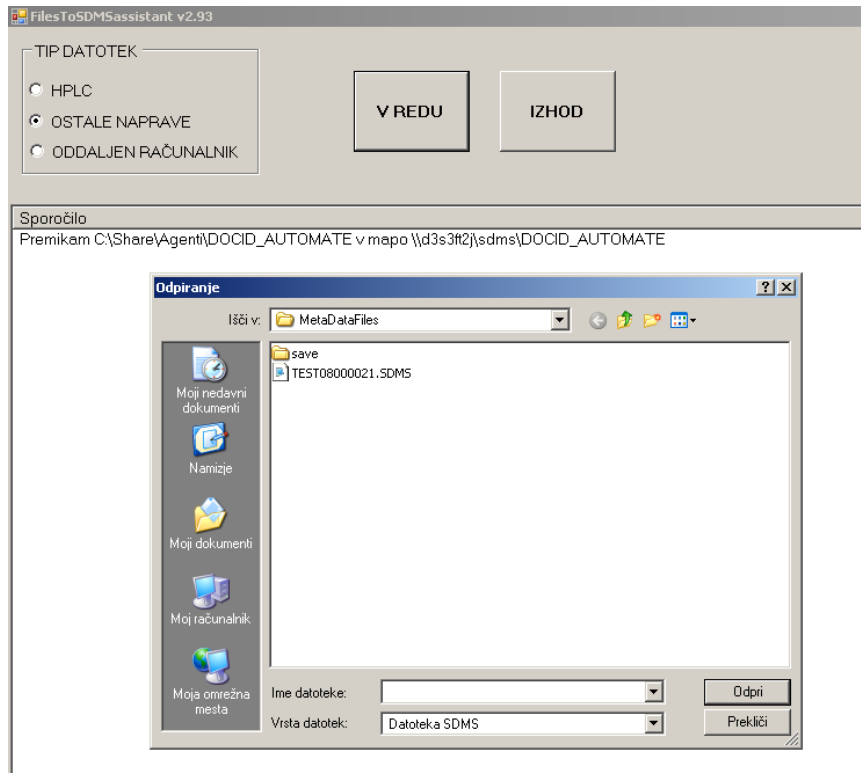 FilesToSDMSassistant v2.93
TIP DATOTEK
HPLC
OSTALE NAPRAVE
ODDALJEN RAČUNALNIK
V REDU
IZHOD
Sporočilo
Premikam C:\Share\Agenti\DOCID_AUTOMATE v mapo \\d3s3ft2j\sdms\DOCID_AUTOMATE
Odpiranje
Išči v:
MetaDataFiles
save
TEST08000021.SDMS
Moji nedavni
dokumenti
Namizje
Moji dokumenti
Moj računalnik
Moja omrežna
mesta
Ime datoteke:
Odpri
Vrsta datotek:
Datoteka SDMS
Prekliči